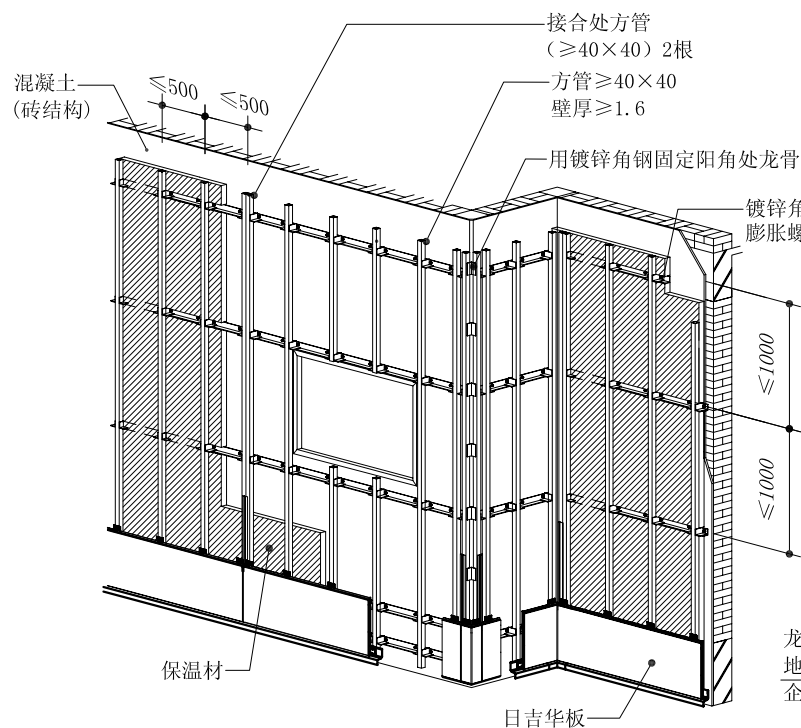 接合处方管
(≥40×40) 2根
方管≥40×40
壁厚≥1.6
混凝土
(砖结构)
≤500
≤500
用镀锌角钢固定阳角处龙骨
镀锌角
膨胀螺
≤1000
≤1000
保温材
日吉华板
龙
地
企